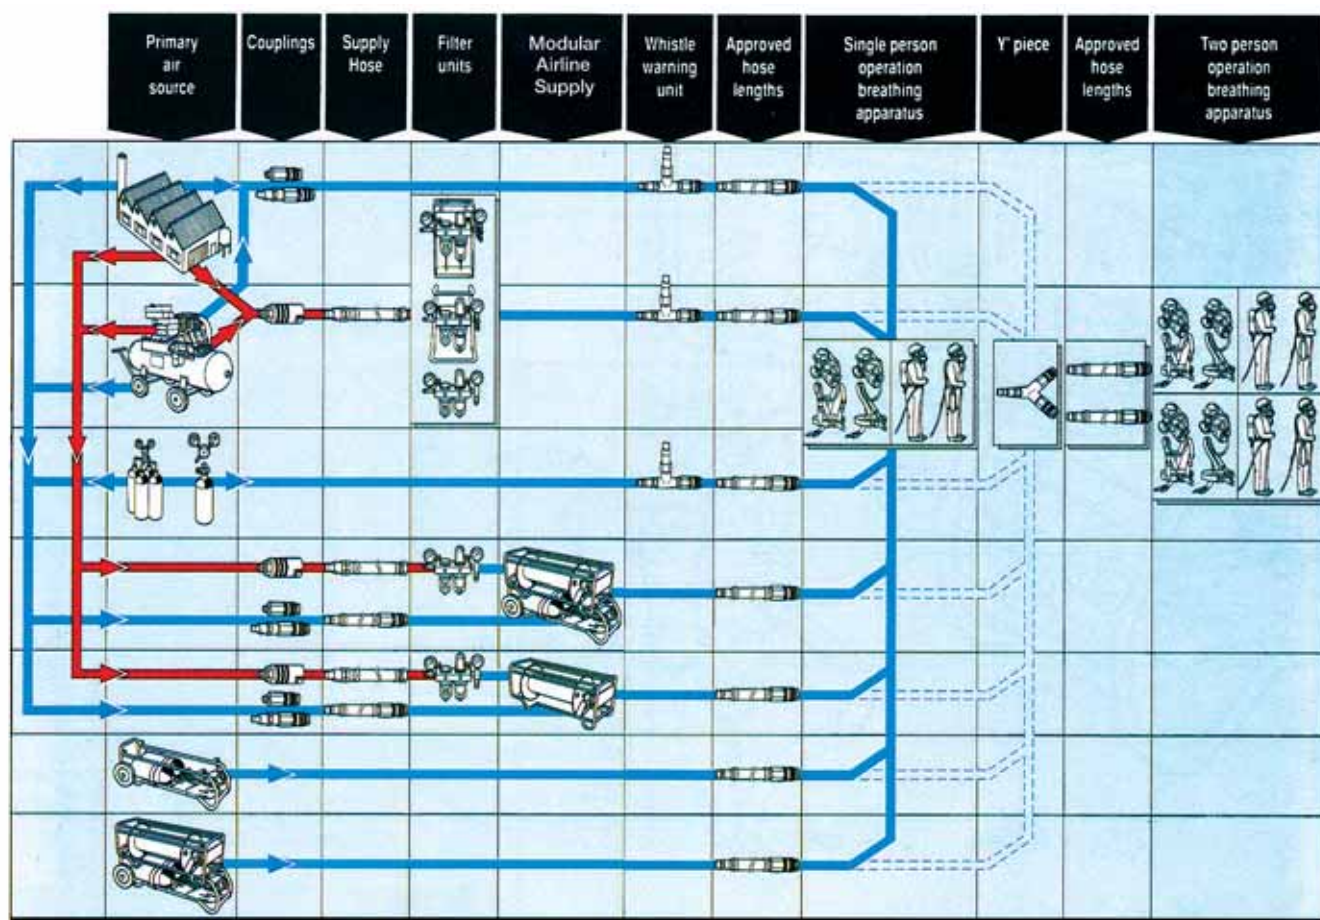 Primary
air
source
Couplings
Supply
Hose
Filter
units
Modular
Airline
Supply
Whistle
warning
unit
Approved
hose
lengths
Single person
operation
breathing
apparatus
Y' piece
Approved
hose
lengths
Two person
operation
breathing
apparatus